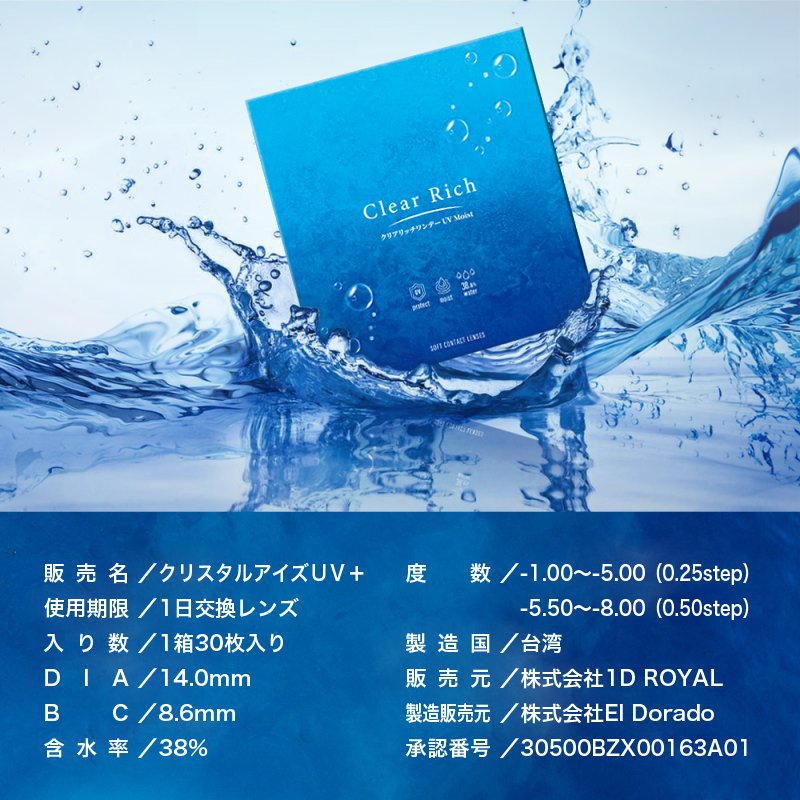 Clear Rich
クリアリッチワンデー UV Moist
UV
protect
moist
38.6%
water
SOFT CONTACT LENSES
販売名／クリスタルアイズUV＋
使用期限／1日交換レンズ
入り数／1箱30枚入り
DIA／14.0mm
BC／8.6mm
含水率／38%
度数／-1.00〜-5.00 (0.25step)
-5.50〜-8.00 (0.50step)
製造国／台湾
販売元／株式会社1D ROYAL
製造販売元／株式会社El Dorado
承認番号／30500BZX00163A01